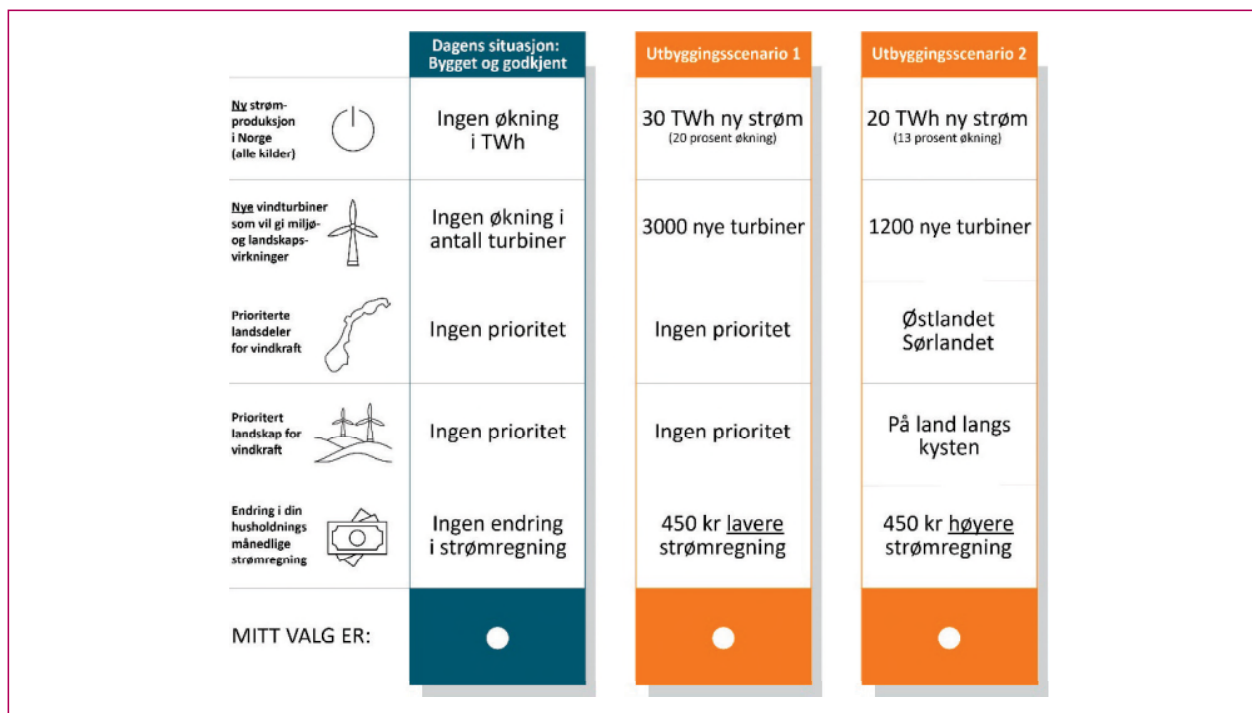 Dagens situasjon:
Bygget og godkjent
Utbyggingsscenario 1
Utbyggingsscenario 2
Ny strøm-
produksjon
i Norge
(alle kilder)
Ingen økning
i TWh
30 TWh ny strøm
(20 prosent økning)
20 TWh ny strøm
(13 prosent økning)
Nye vindturbiner
som vil gi miljø-
og landskaps-
virkninger
Ingen økning i
antall turbiner
3000 nye turbiner
1200 nye turbiner
Prioriterte
landsdeler
for vindkraft
Ingen prioritet
Ingen prioritet
Østlandet
Sørlandet
Prioritert
landskap for
vindkraft
Ingen prioritet
Ingen prioritet
På land langs
kysten
Endring i din
husholdnings
månedlige
strømregning
Ingen endring
i strømregning
450 kr lavere
strømregning
450 kr høyere
strømregning
MITT VALG ER: